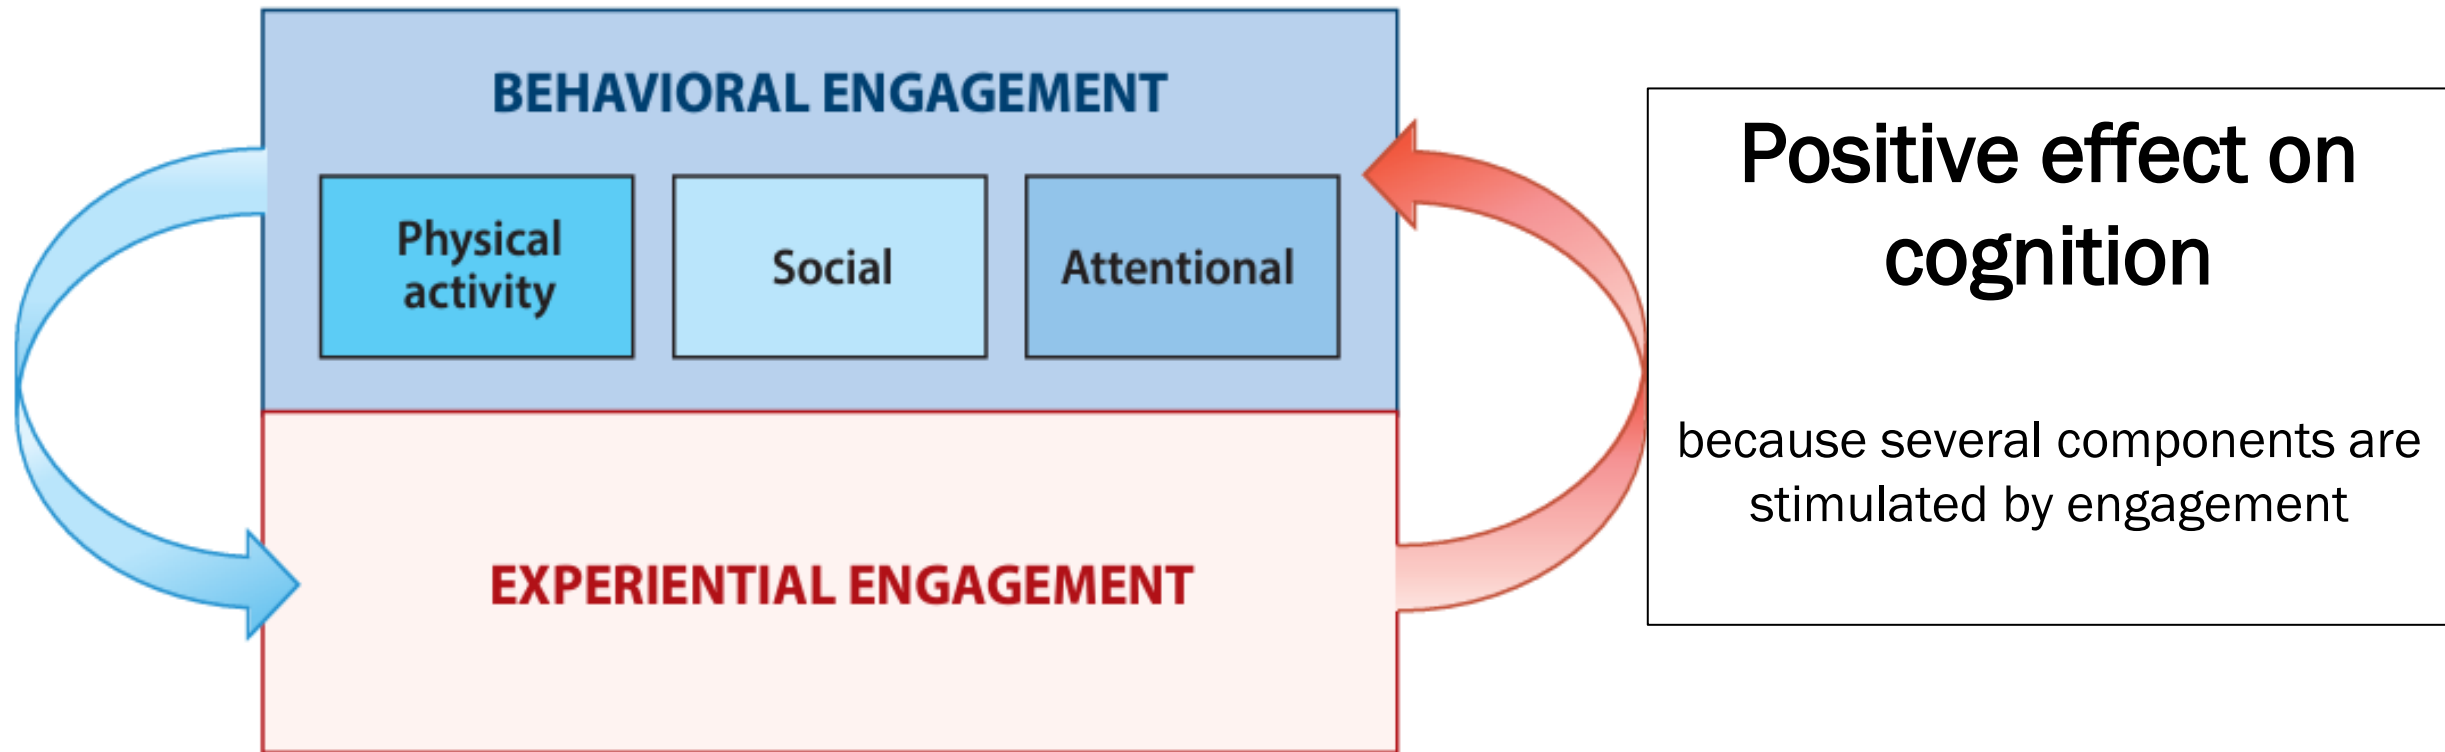 BEHAVIORAL ENGAGEMENT
Physical
activity
Social
Attentional
EXPERIENTIAL ENGAGEMENT
Positive effect on
cognition
because several components are
stimulated by engagement